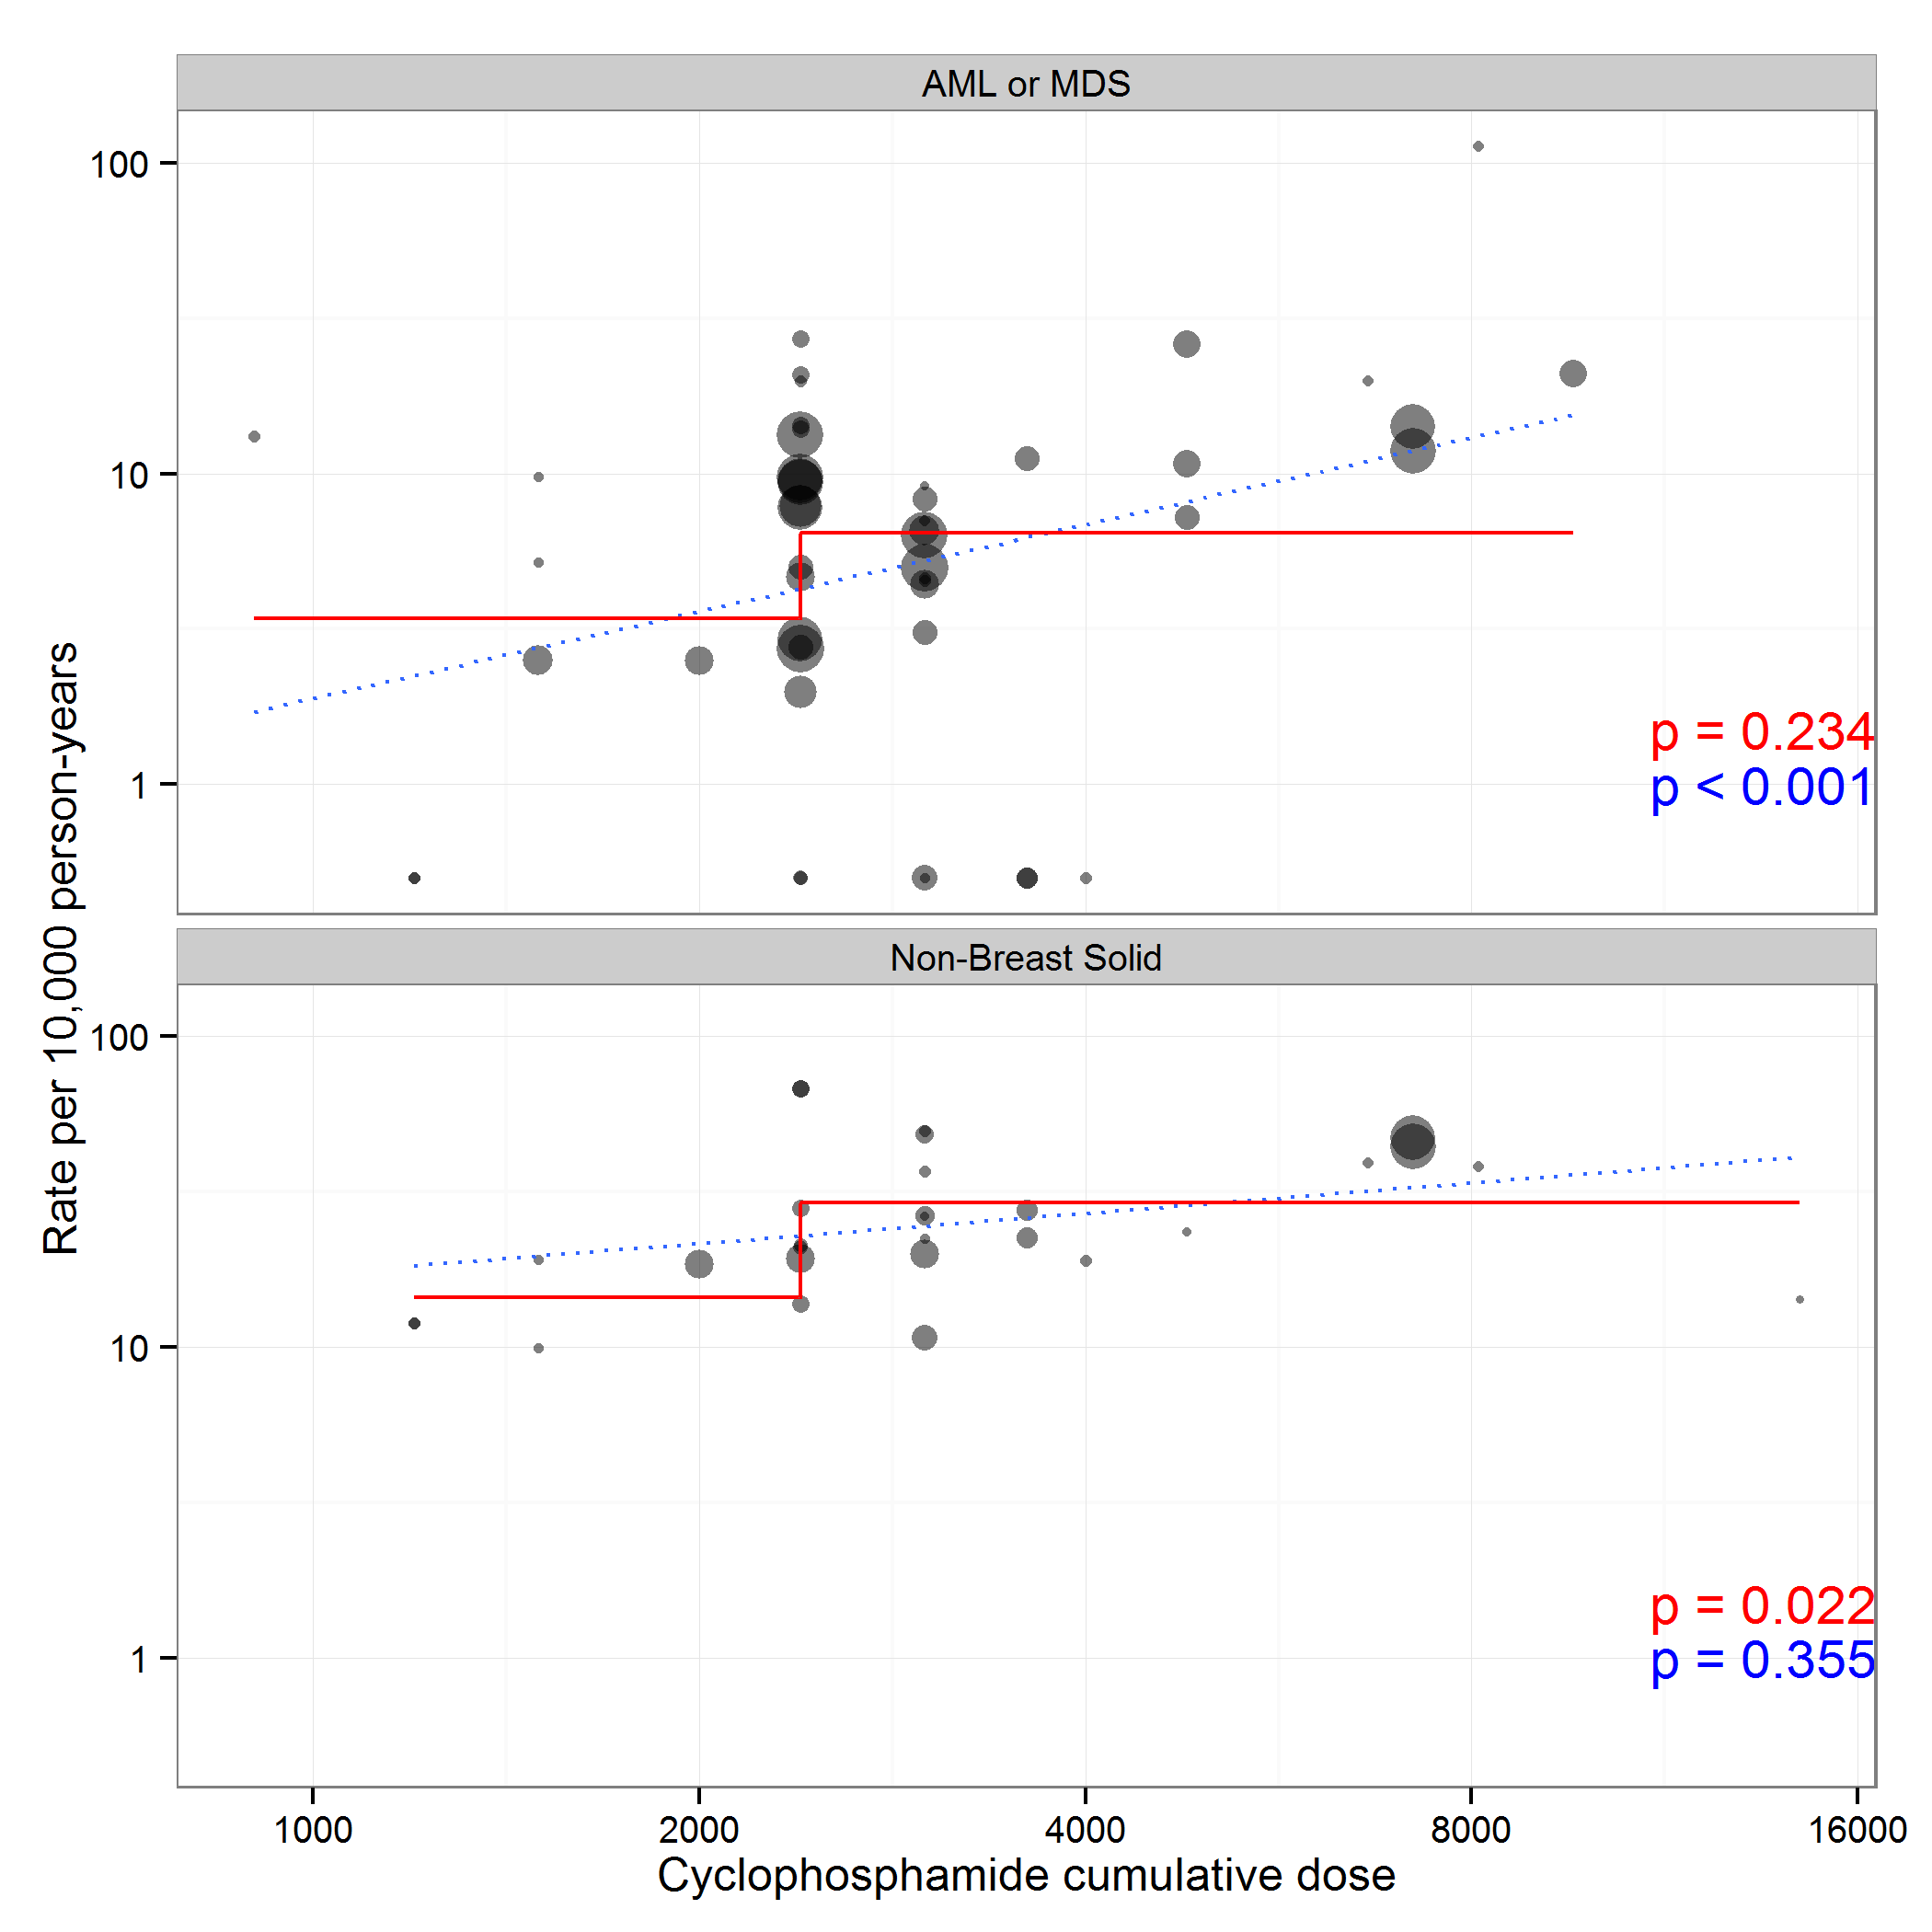 AML or MDS
100
10
1
p = 0.234
p < 0.001
Rate per 10,000 person-years
Non-Breast Solid
100
10
1
p = 0.022
p = 0.355
1000 2000 4000 8000 16000
Cyclophosphamide cumulative dose